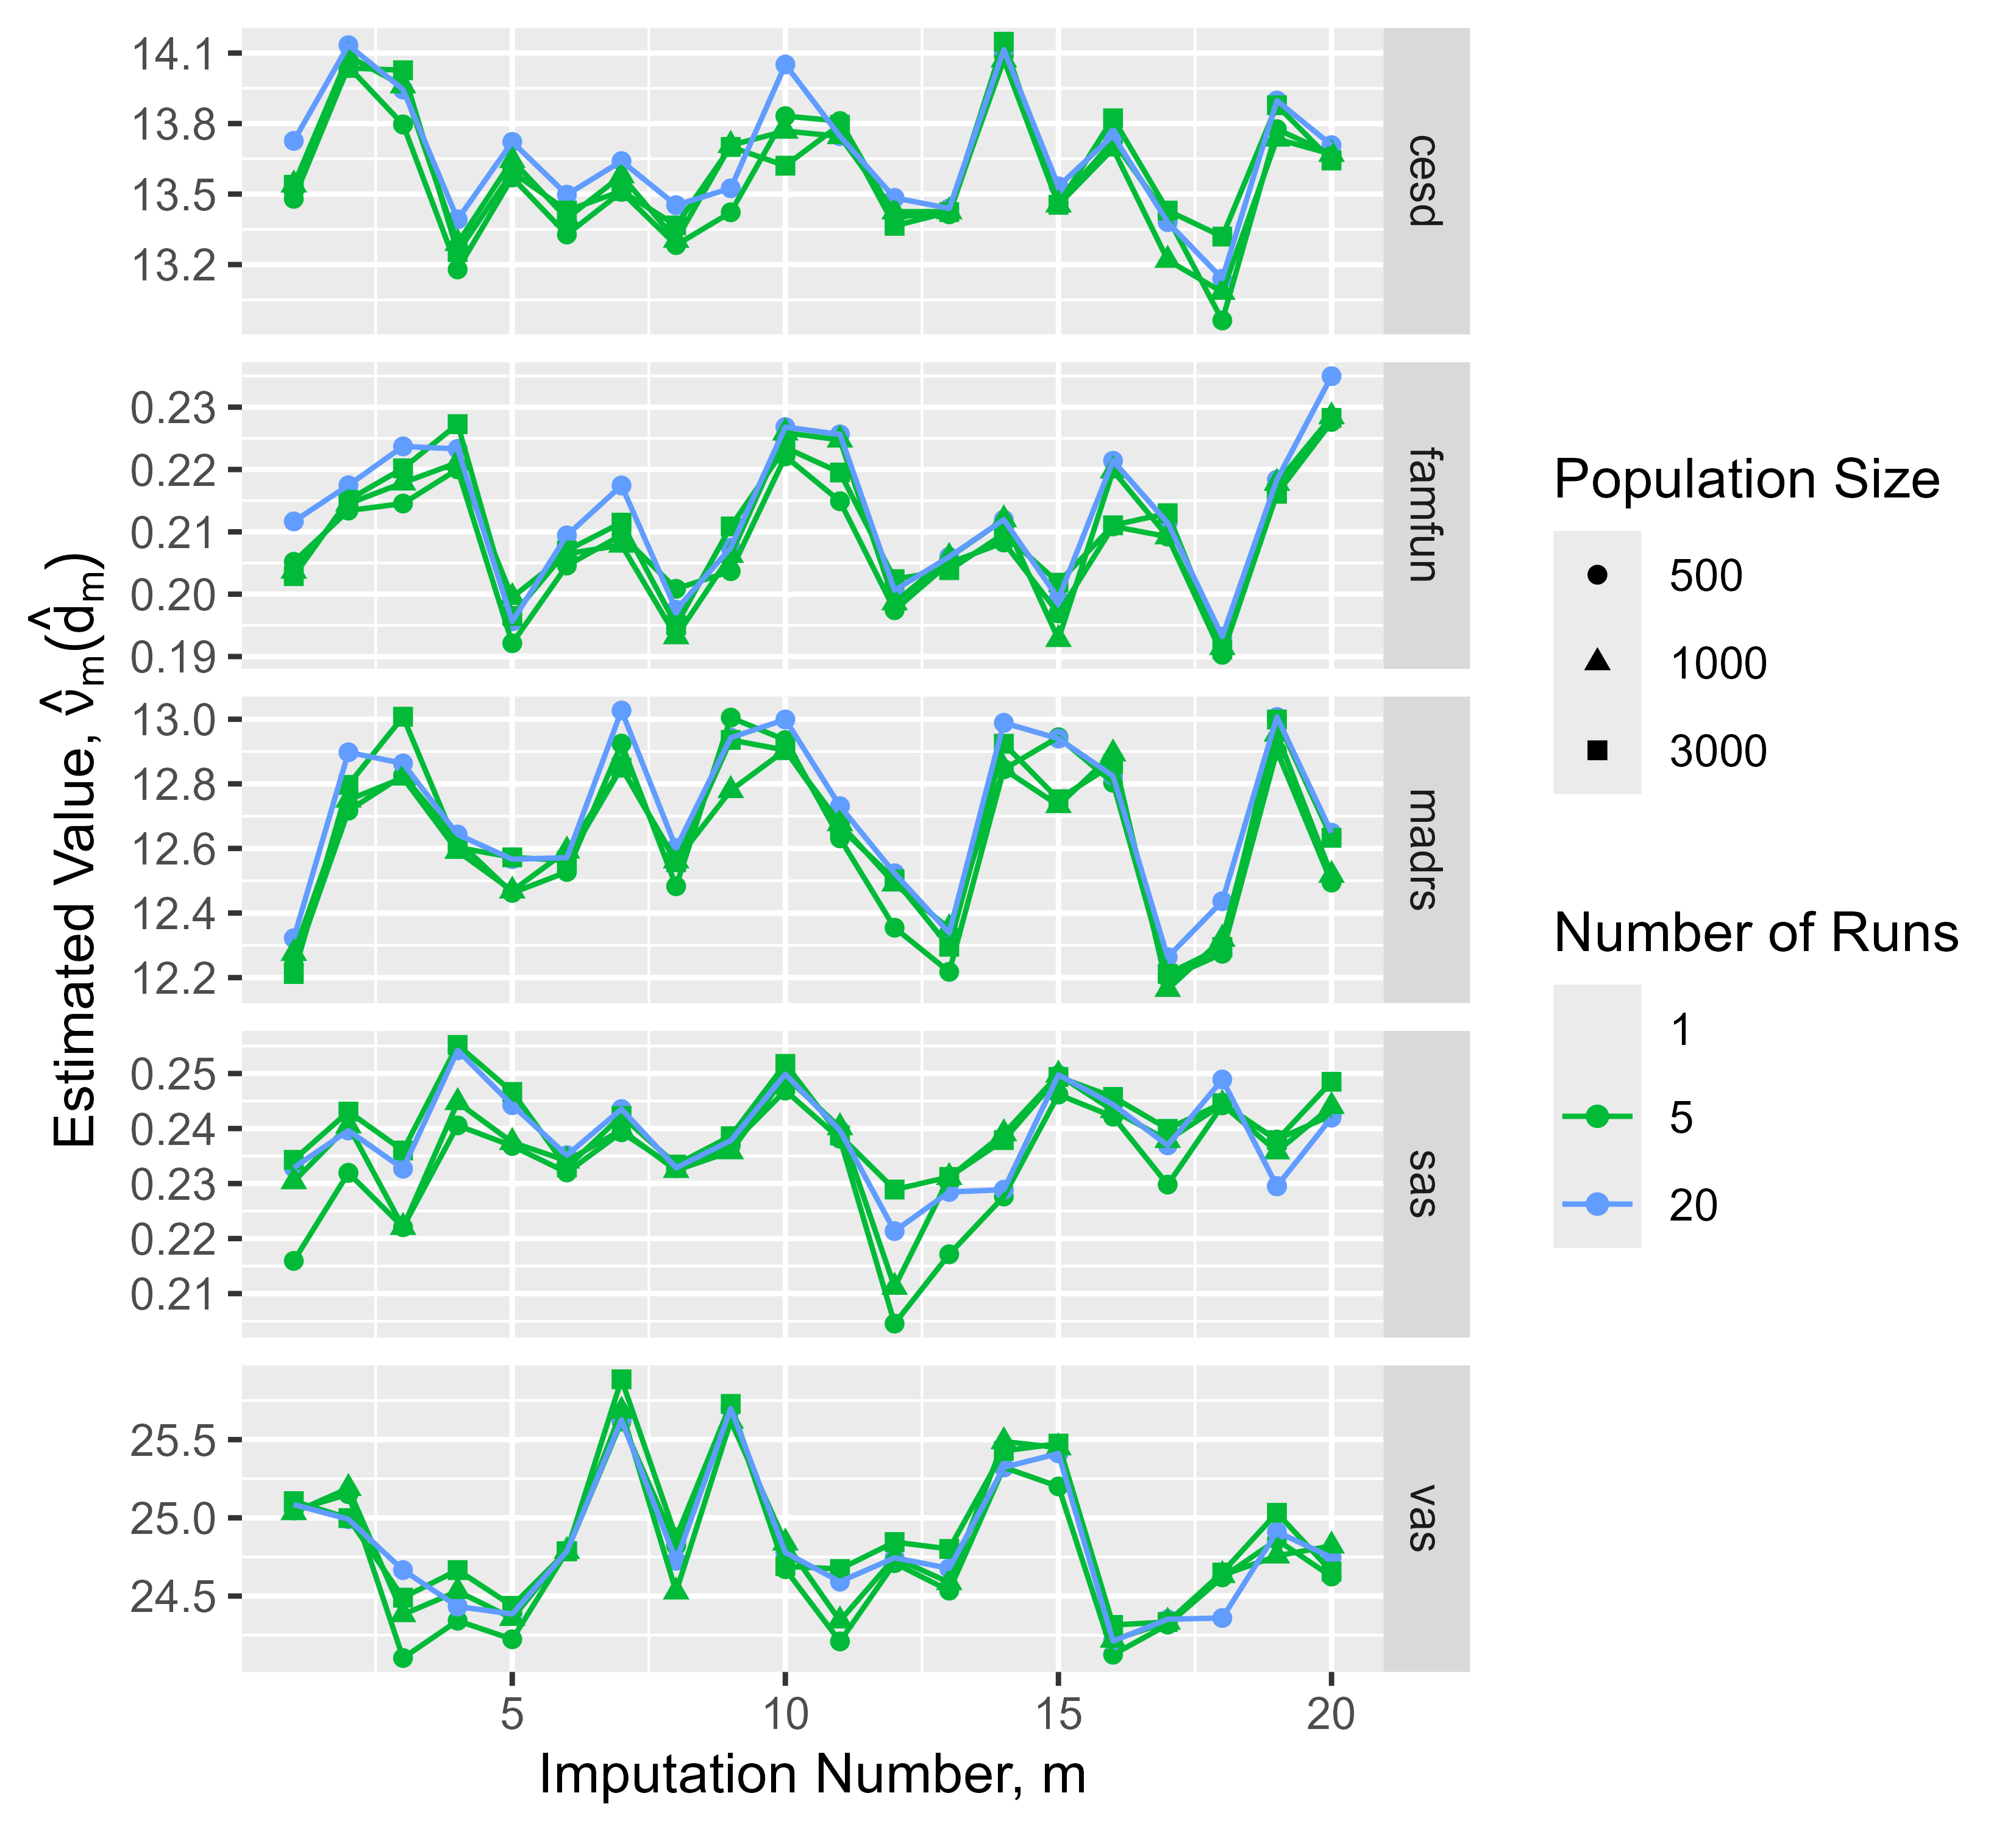 14.1
13.8
13.5
13.2
cesd
0.23
0.22
0.21
0.20
0.19
famfun
13.0
12.8
12.6
12.4
12.2
madrs
0.25
0.24
0.23
0.22
0.21
sas
25.5
25.0
24.5
vas
5 10 15 20
Imputation Number, m
Estimated Value, υ̂m(d̂m)
Population Size
500
1000
3000
Number of Runs
1
5
20